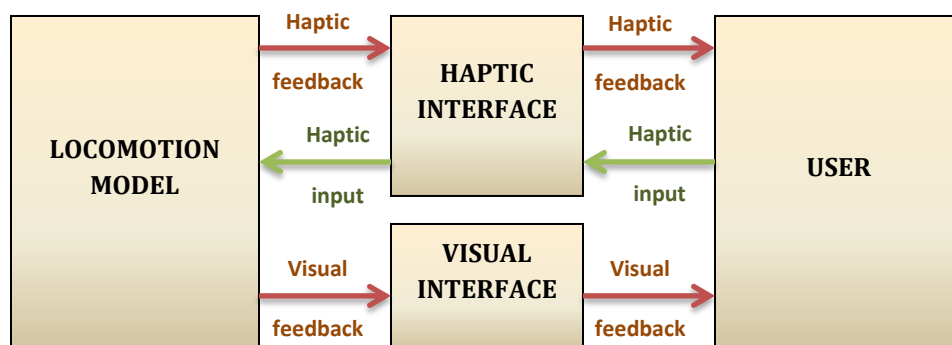 LOCOMOTION
MODEL
Haptic
feedback
Haptic
input
Visual
feedback
HAPTIC
INTERFACE
VISUAL
INTERFACE
Haptic
feedback
Haptic
input
Visual
feedback
USER